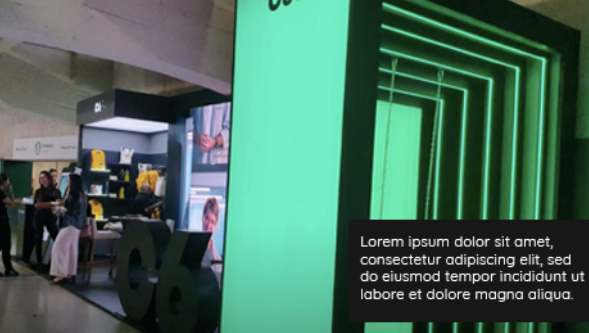 C6
C6
Lorem ipsum dolor sit amet,
consectetur adipiscing elit, sed
do eiusmod tempor incididunt ut
labore et dolore magna aliqua.